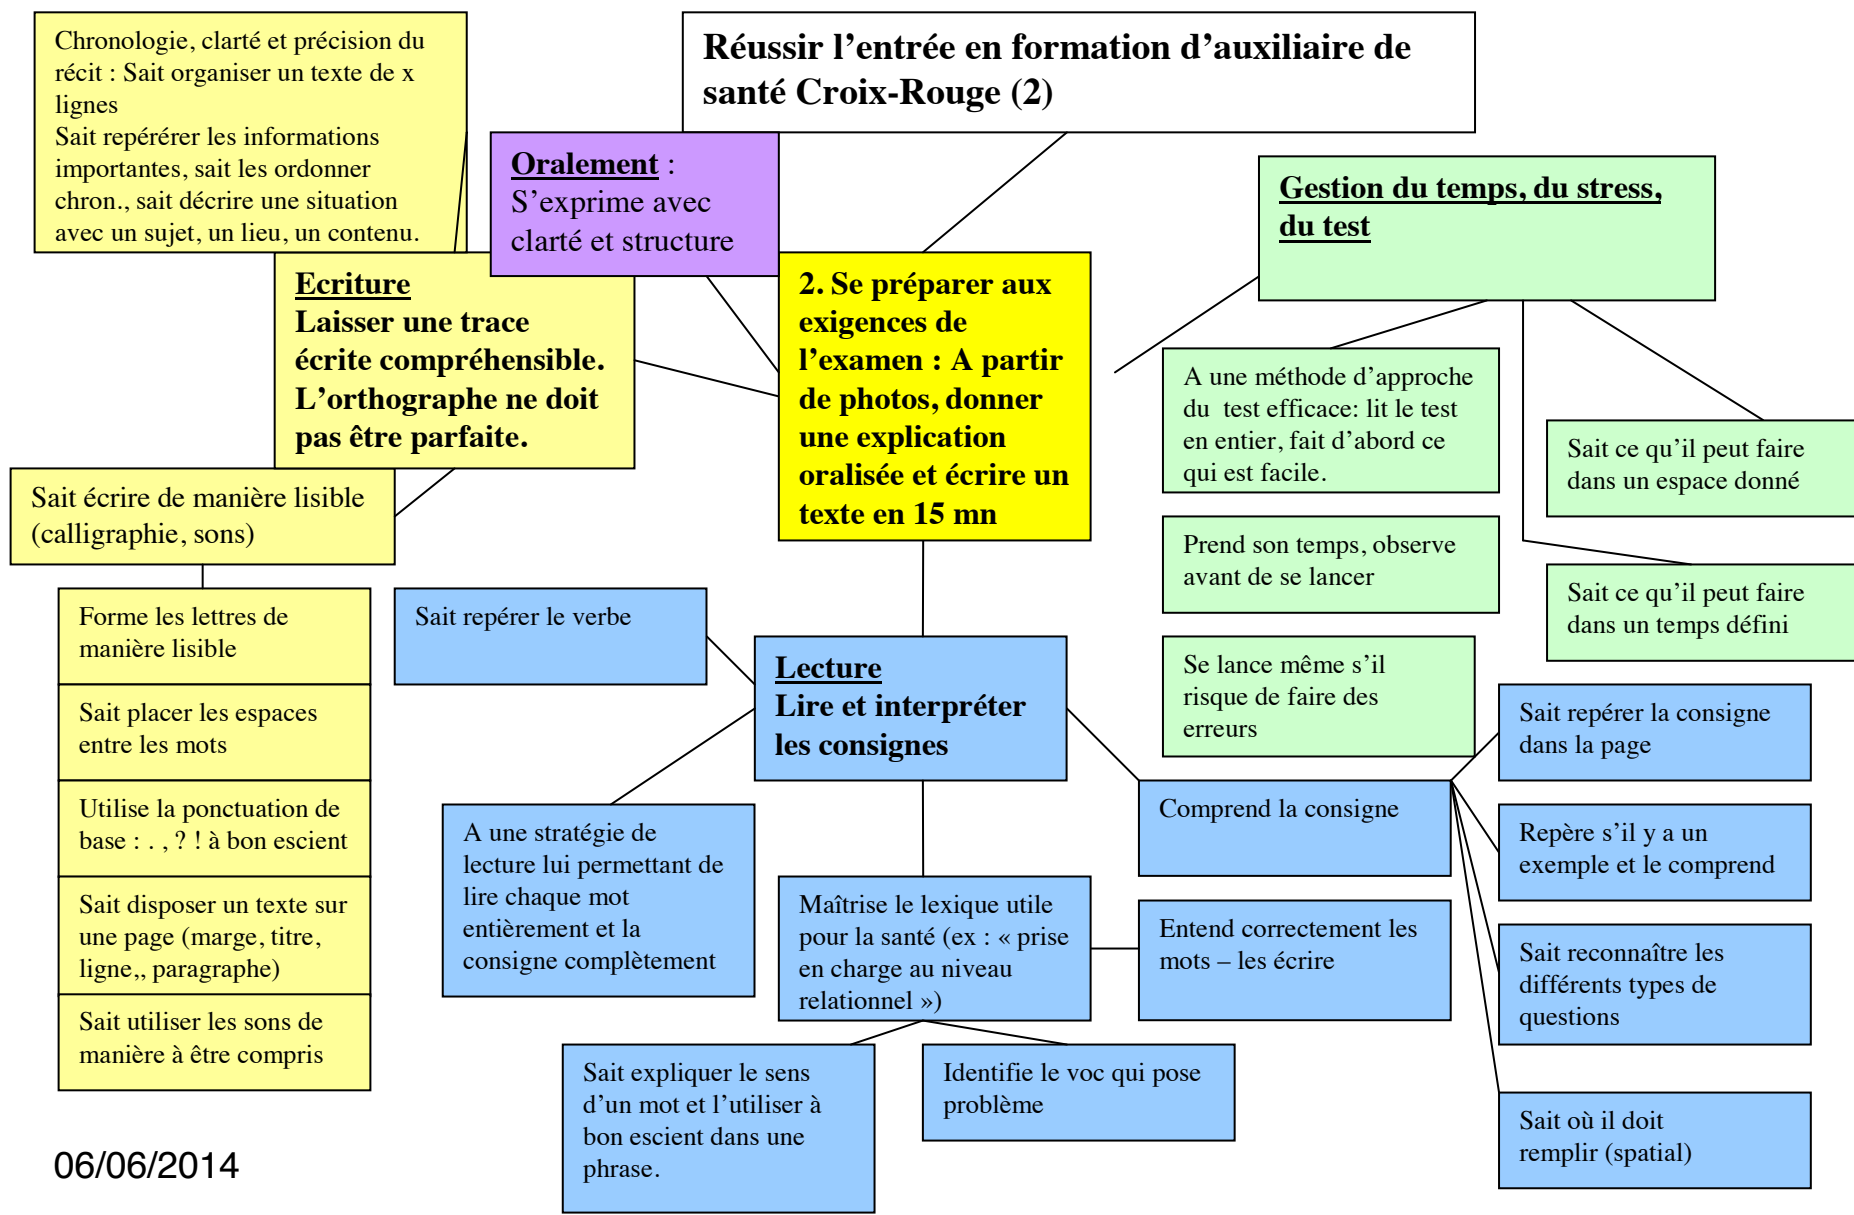 Réussir l’entrée en formation d’auxiliaire de
santé Croix-Rouge (2)
Chronologie, clarté et précision du
récit : Sait organiser un texte de x
lignes
Sait repérérer les informations
importantes, sait les ordonner
chron., sait décrire une situation
avec un sujet, un lieu, un contenu.
Oralement :
S’exprime avec
clarté et structure
Gestion du temps, du stress,
du test
Ecriture
Laisser une trace
écrite compréhensible.
L’orthographe ne doit
pas être parfaite.
2. Se préparer aux
exigences de
l’examen : A partir
de photos, donner
une explication
oralisée et écrire un
texte en 15 mn
A une méthode d’approche
du  test efficace: lit le test
en entier, fait d’abord ce
qui est facile.
Sait ce qu’il peut faire
dans un espace donné
Sait écrire de manière lisible
(calligraphie, sons)
Prend son temps, observe
avant de se lancer
Sait ce qu’il peut faire
dans un temps défini
Forme les lettres de
manière lisible
Sait placer les espaces
entre les mots
Utilise la ponctuation de
base : . , ? ! à bon escient
Sait disposer un texte sur
une page (marge, titre,
ligne,, paragraphe)
Sait utiliser les sons de
manière à être compris
Sait repérer le verbe
Lecture
Lire et interpréter
les consignes
Se lance même s’il
risque de faire des
erreurs
Sait repérer la consigne
dans la page
A une stratégie de
lecture lui permettant de
lire chaque mot
entièrement et la
consigne complètement
Comprend la consigne
Repère s’il y a un
exemple et le comprend
Maîtrise le lexique utile
pour la santé (ex : « prise
en charge au niveau
relationnel »)
Entend correctement les
mots – les écrire
Sait reconnaître les
différents types de
questions
Sait expliquer le sens
d’un mot et l’utiliser à
bon escient dans une
phrase.
Identifie le voc qui pose
problème
Sait où il doit
remplir (spatial)
06/06/2014